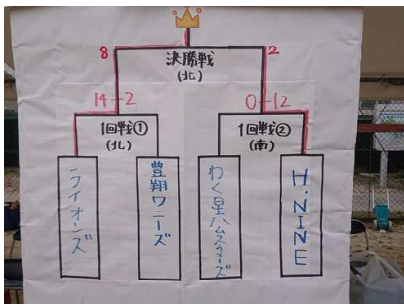 8
2
決勝戦
(北)
14-2
0-12
1回戦①
(北)
1回戦②
(南)
ライオンズ
豊翔ワニーズ
わく星ハムスターズ
H.NINE